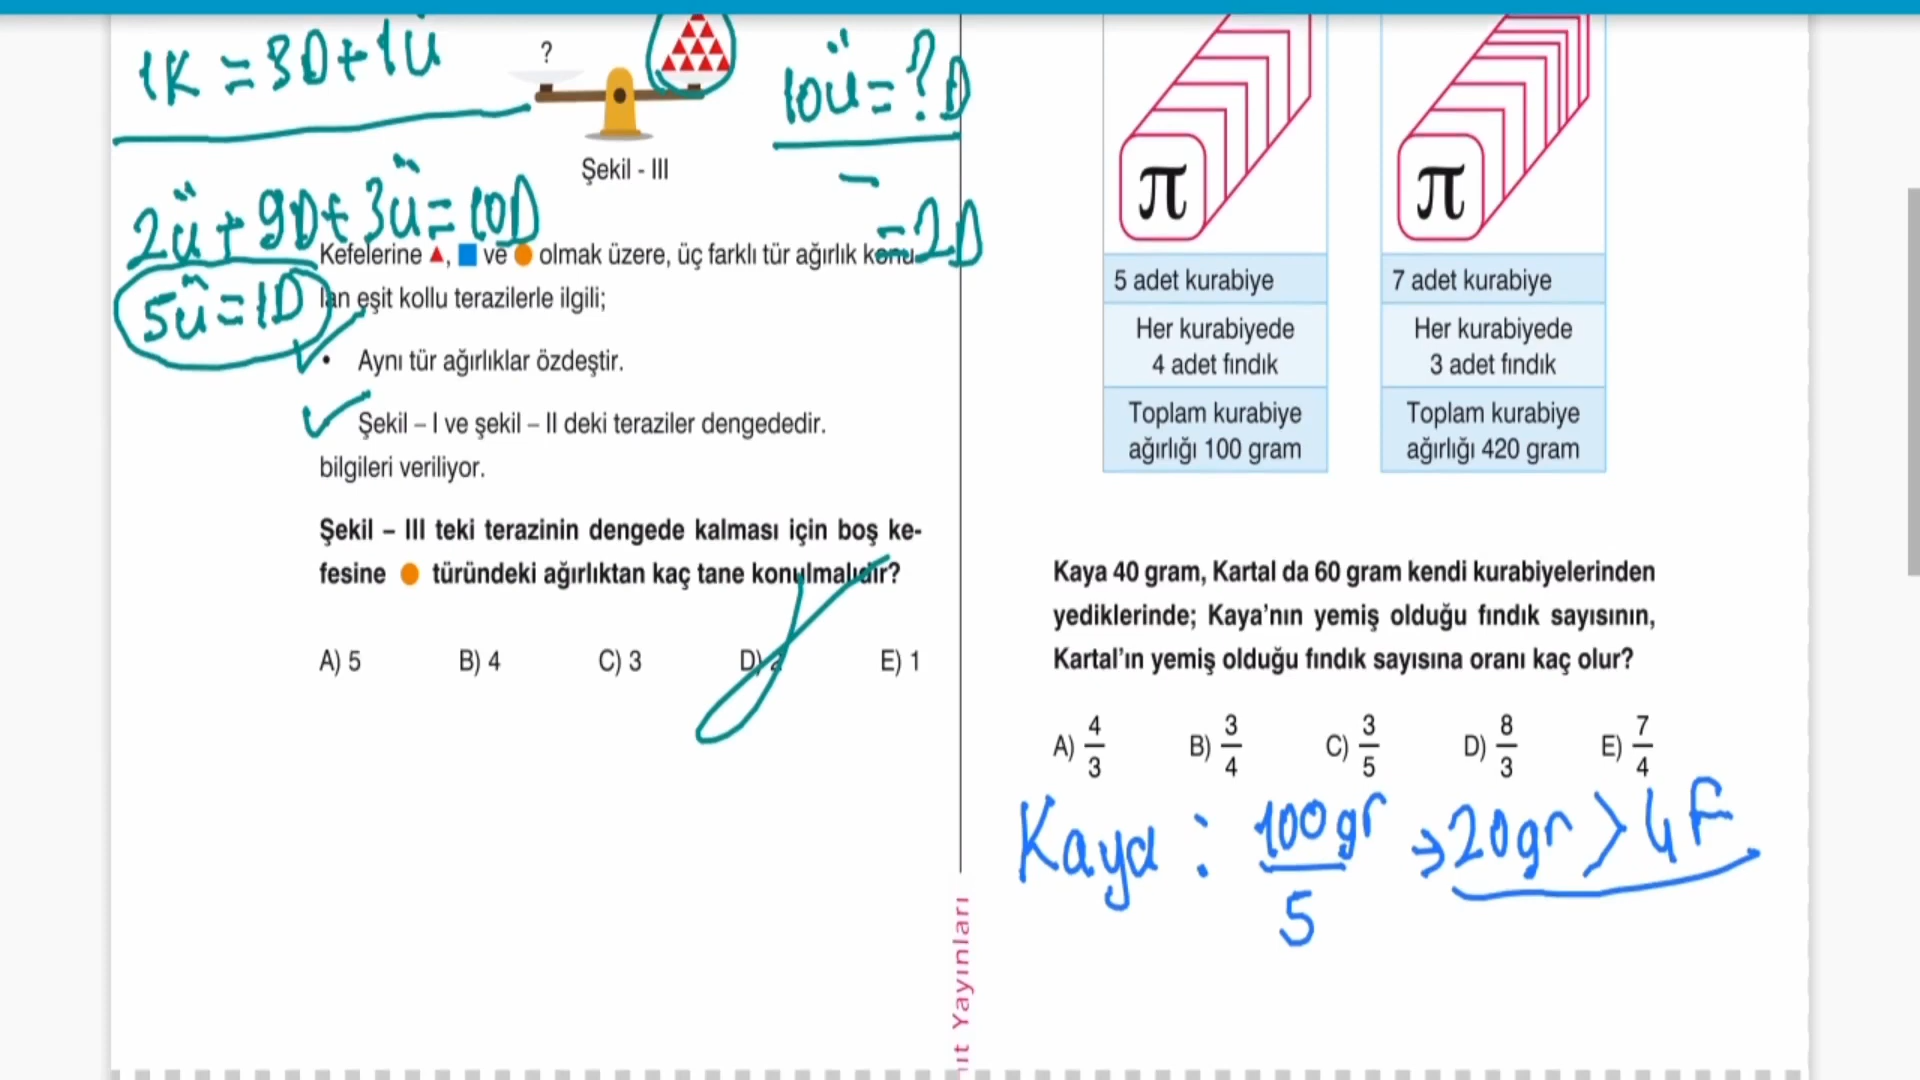 1K = 3D+1Ü
?
10Ü = ?D
Şekil - III
2Ü + 9D + 3Ü = 10D
= 2D
5Ü = 1D
Kefelerine ▲, ■ ve ● olmak üzere, üç farklı tür ağırlık konu-
lan eşit kollu terazilerle ilgili;
• Aynı tür ağırlıklar özdeştir.
Şekil – I ve şekil – II deki teraziler dengededir.
bilgileri veriliyor.
Şekil – III teki terazinin dengede kalması için boş ke-
fesine ● türündeki ağırlıktan kaç tane konulmalıdır?
A) 5 B) 4 C) 3 D) 2 E) 1
π π
5 adet kurabiye 7 adet kurabiye
Her kurabiyede Her kurabiyede
4 adet fındık 3 adet fındık
Toplam kurabiye Toplam kurabiye
ağırlığı 100 gram ağırlığı 420 gram
Kaya 40 gram, Kartal da 60 gram kendi kurabiyelerinden
yediklerinde; Kaya’nın yemiş olduğu fındık sayısının,
Kartal’ın yemiş olduğu fındık sayısına oranı kaç olur?
A) 4/3 B) 3/4 C) 3/5 D) 8/3 E) 7/4
Kaya : 100gr/5 ⇒ 20gr > 4F
Yayınları